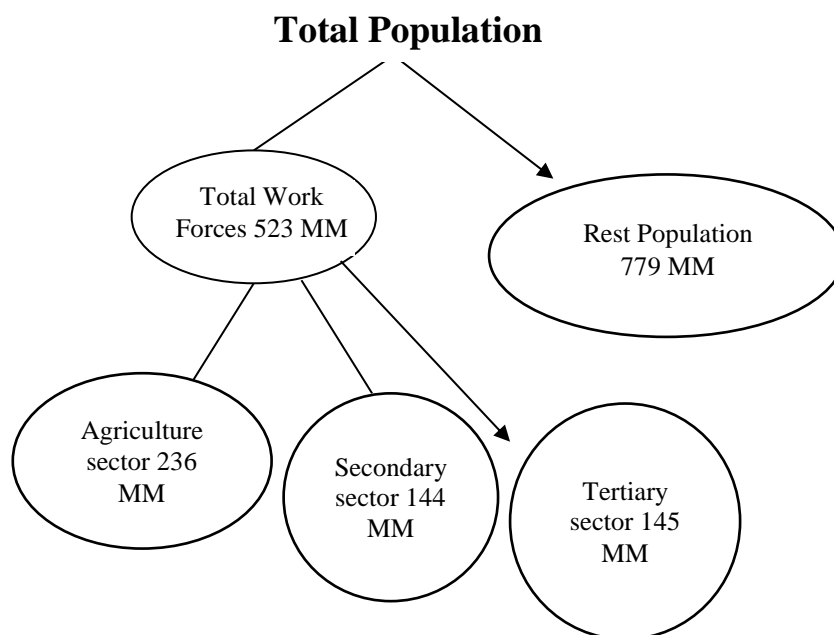 Total Population
Total Work
Forces 523 MM
Rest Population
779 MM
Agriculture
sector 236
MM
Secondary
sector 144
MM
Tertiary
sector 145
MM